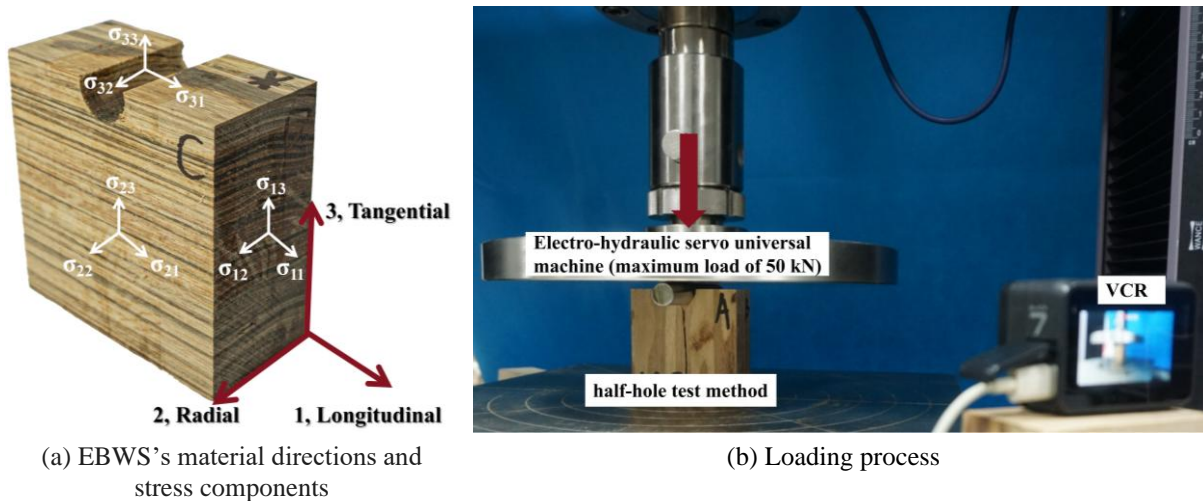 σ33
σ32
σ31
C
σ23
σ13
σ22
σ21
σ12
σ11
3, Tangential
2, Radial
1, Longitudinal
(a) EBWS’s material directions and
stress components
Electro-hydraulic servo universal
machine (maximum load of 50 kN)
A
VCR
7
half-hole test method
(b) Loading process